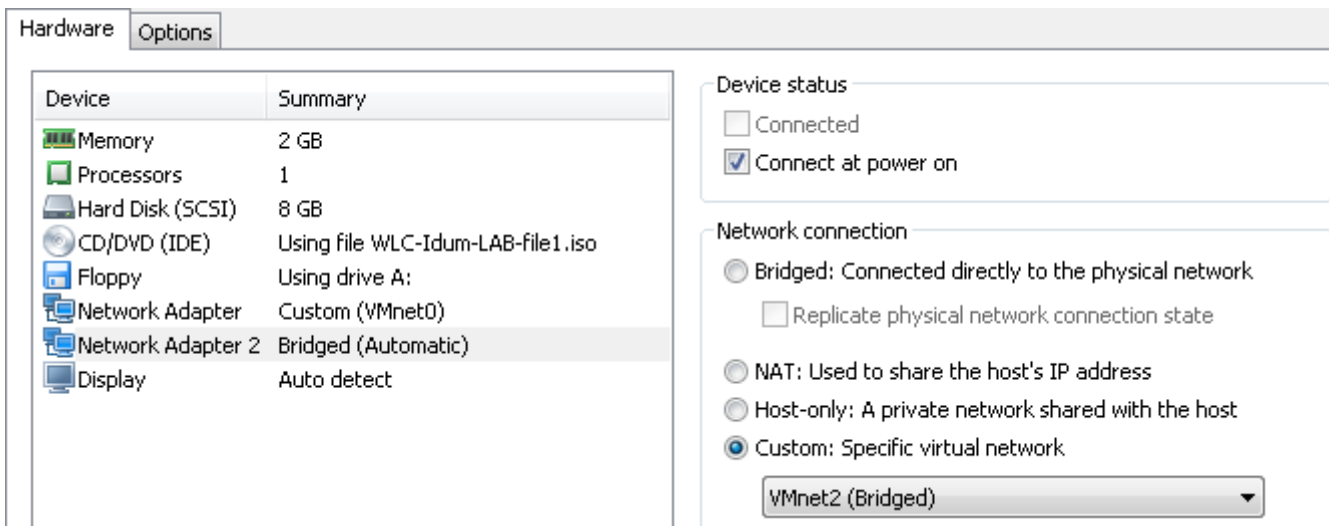 Hardware
Options
Device Summary
Memory 2 GB
Processors 1
Hard Disk (SCSI) 8 GB
CD/DVD (IDE) Using file WLC-Idum-LAB-file1.iso
Floppy Using drive A:
Network Adapter Custom (VMnet0)
Network Adapter 2 Bridged (Automatic)
Display Auto detect
Device status
Connected
Connect at power on
Network connection
Bridged: Connected directly to the physical network
Replicate physical network connection state
NAT: Used to share the host's IP address
Host-only: A private network shared with the host
Custom: Specific virtual network
VMnet2 (Bridged)